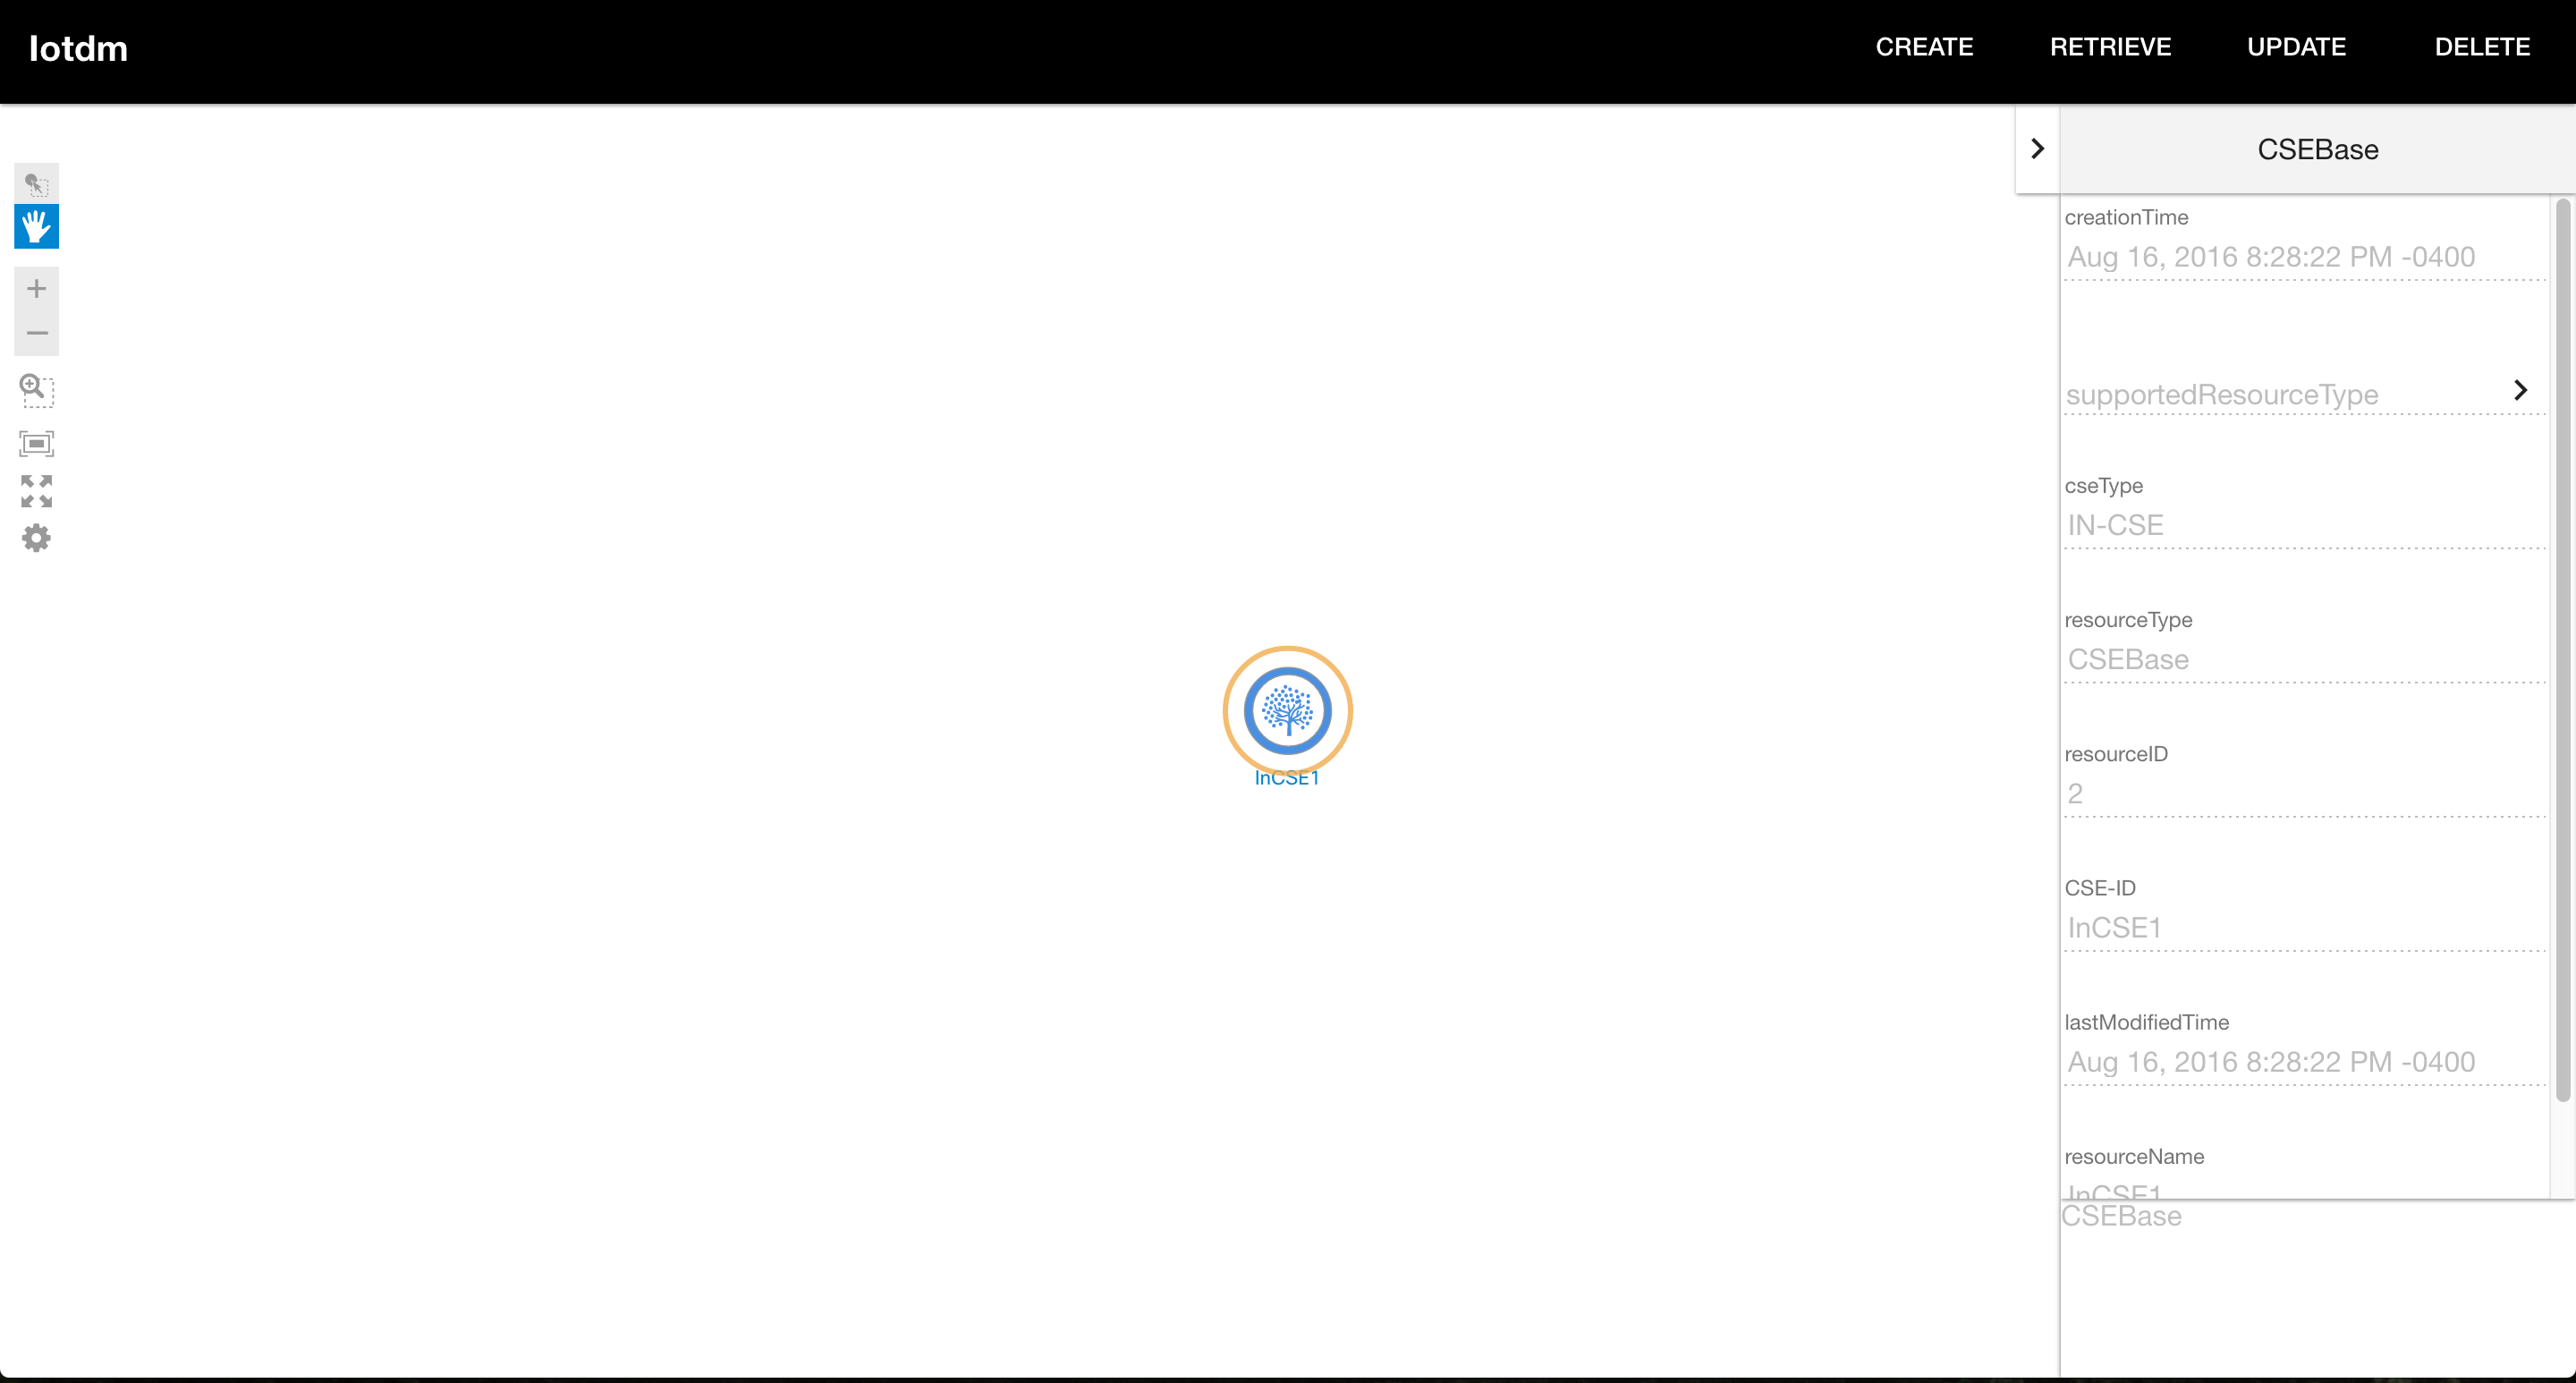 Iotdm
CREATE RETRIEVE UPDATE DELETE
CSEBase
creationTime
Aug 16, 2016 8:28:22 PM -0400
supportedResourceType
cseType
IN-CSE
resourceType
CSEBase
resourceID
2
CSE-ID
InCSE1
lastModifiedTime
Aug 16, 2016 8:28:22 PM -0400
resourceName
InCSE1
CSEBase
InCSE1